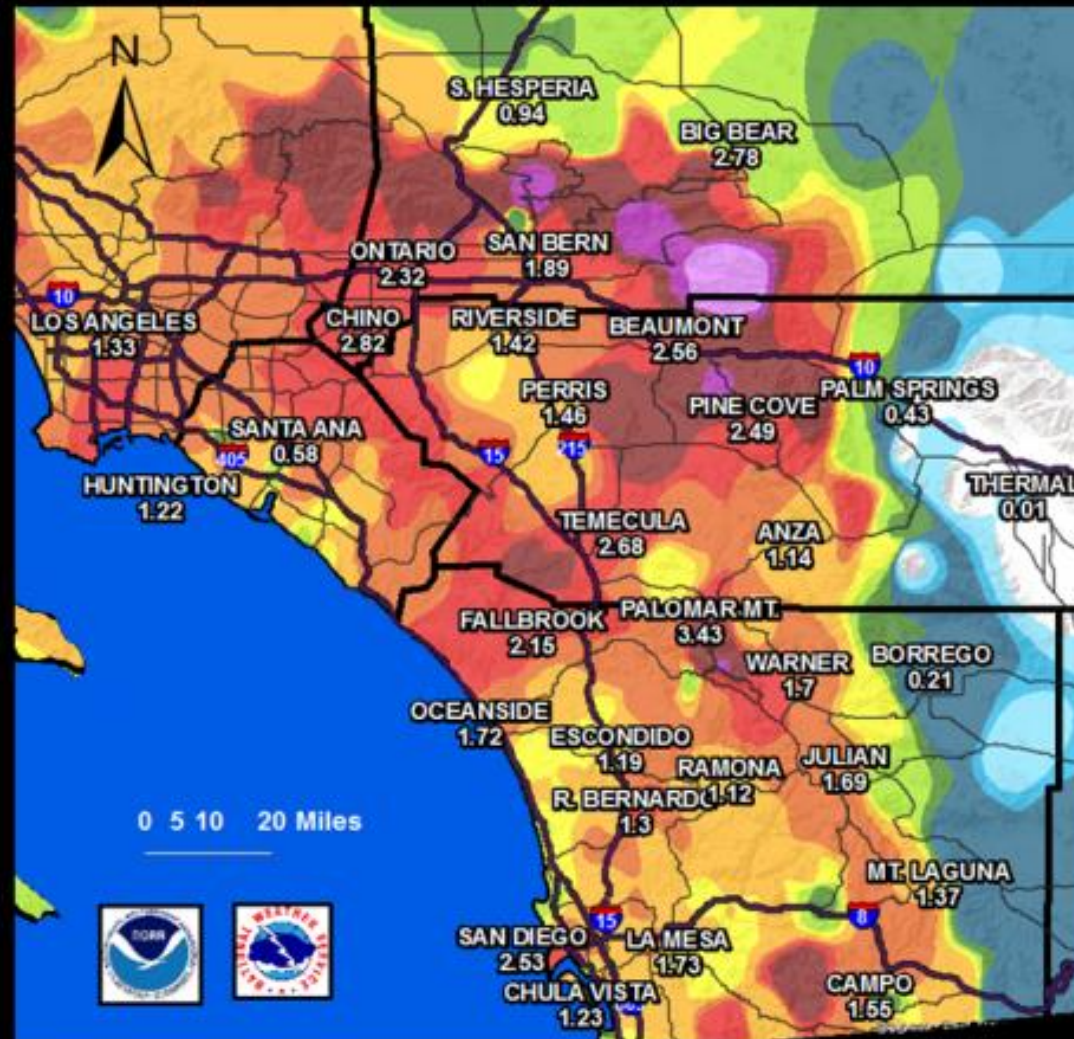 N
S. HESPERIA
0.94
BIG BEAR
2.78
ONTARIO
2.32
SAN BERN
1.89
10
LOS ANGELES
1.33
CHINO
2.82
RIVERSIDE
1.42
BEAUMONT
2.56
10
PERRIS
1.46
PINE COVE
2.49
PALM SPRINGS
0.43
SANTA ANA
0.58
405
15
215
HUNTINGTON
1.22
THERMAL
0.01
TEMECULA
2.68
ANZA
1.14
FALLBROOK
2.15
PALOMAR MT.
3.43
WARNER
1.7
BORREGO
0.21
OCEANSIDE
1.72
ESCONDIDO
1.19
RAMONA
1.12
JULIAN
1.69
R. BERNARDO
1.3
0 5 10 20 Miles
MT. LAGUNA
1.37
15
8
SAN DIEGO
2.53
LA MESA
1.73
CHULA VISTA
1.23
CAMPO
1.55
NATIONAL WEATHER SERVICE